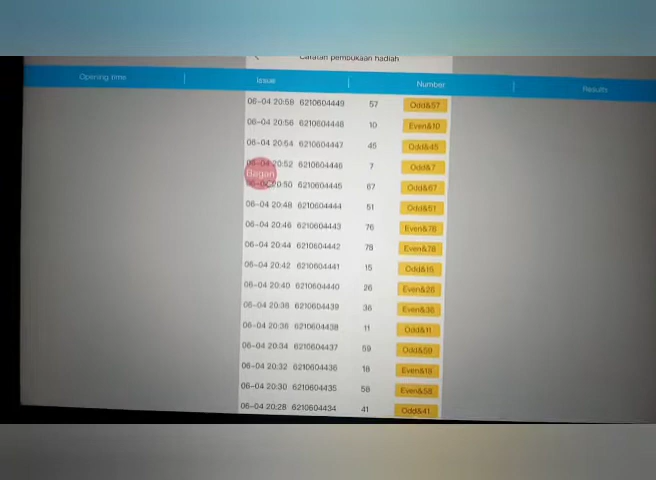 Catatan pembukaan hadiah
Opening time Issue Number Results
06-04 20:58 6210604449 57 Odd&57
06-04 20:56 6210604448 10 Even&10
06-04 20:54 6210604447 45 Odd&45
06-04 20:52 6210604446 7 Odd&7
Bagan
06-04 20:50 6210604445 67 Odd&67
06-04 20:48 6210604444 51 Odd&51
06-04 20:46 6210604443 76 Even&76
06-04 20:44 6210604442 78 Even&78
06-04 20:42 6210604441 15 Odd&15
06-04 20:40 6210604440 26 Even&26
06-04 20:38 6210604439 36 Even&36
06-04 20:36 6210604438 11 Odd&11
06-04 20:34 6210604437 59 Odd&59
06-04 20:32 6210604436 18 Even&18
06-04 20:30 6210604435 58 Even&58
06-04 20:28 6210604434 41 Odd&41